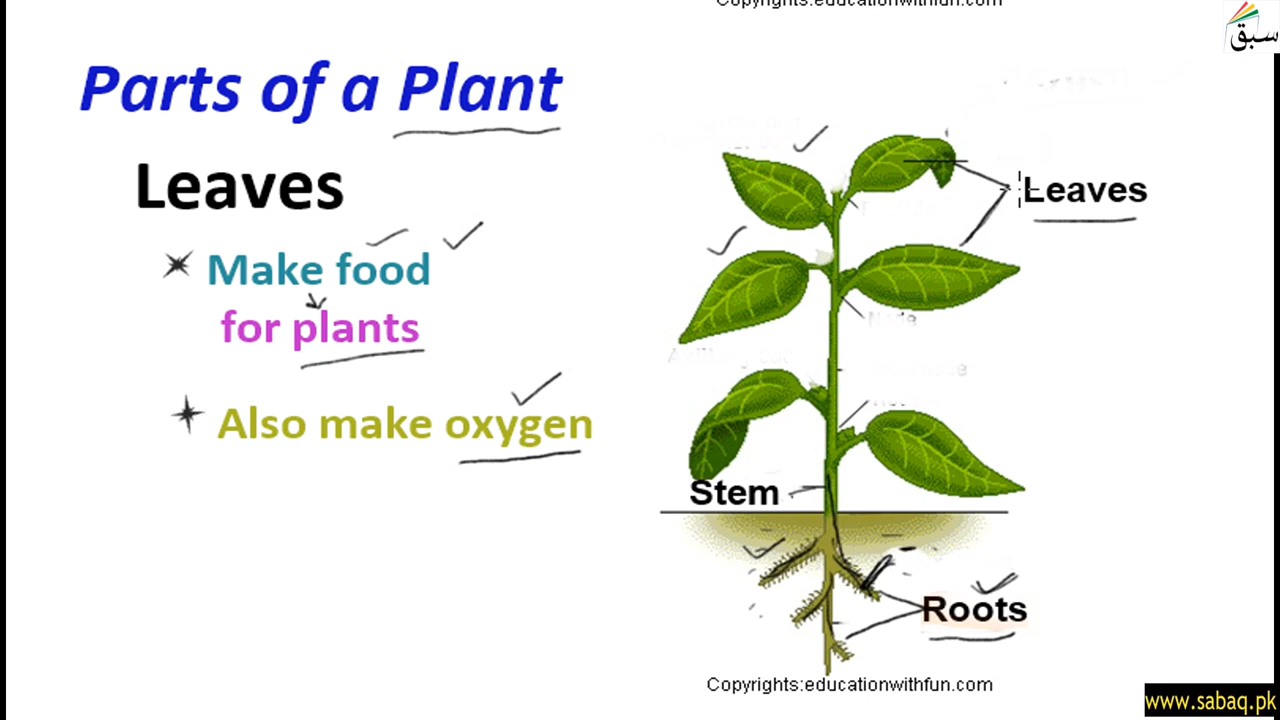 Copyrights:educationwithfun.com
سبق
Parts of a Plant
Leaves
Make food
for plants
Also make oxygen
Leaves
Node
Stem
Roots
Copyrights:educationwithfun.com
www.sabaq.pk